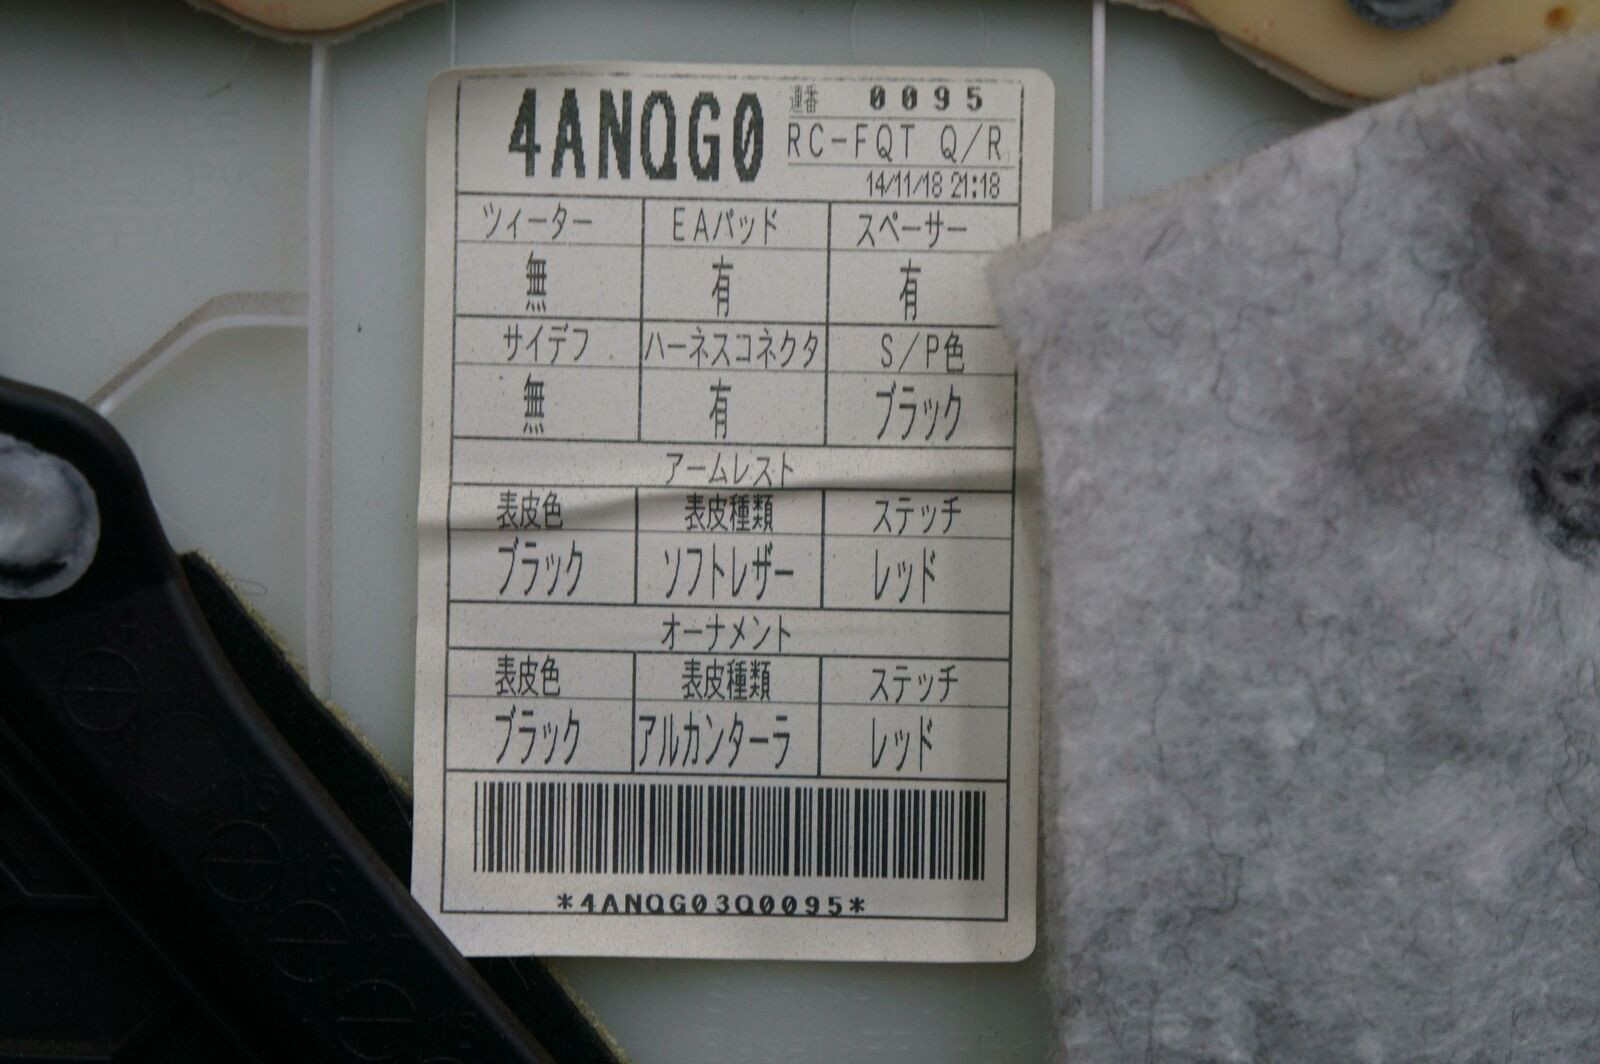 4ANQG0
連番 0095
RC-FQT Q/R
14/11/18 21:18
ツィーター EAパッド スペーサー
無 有 有
サイデフ ハーネスコネクタ S/P色
無 有 ブラック
アームレスト
表皮色 表皮種類 ステッチ
ブラック ソフトレザー レッド
オーナメント
表皮色 表皮種類 ステッチ
ブラック アルカンターラ レッド
*4ANQG03Q0095*